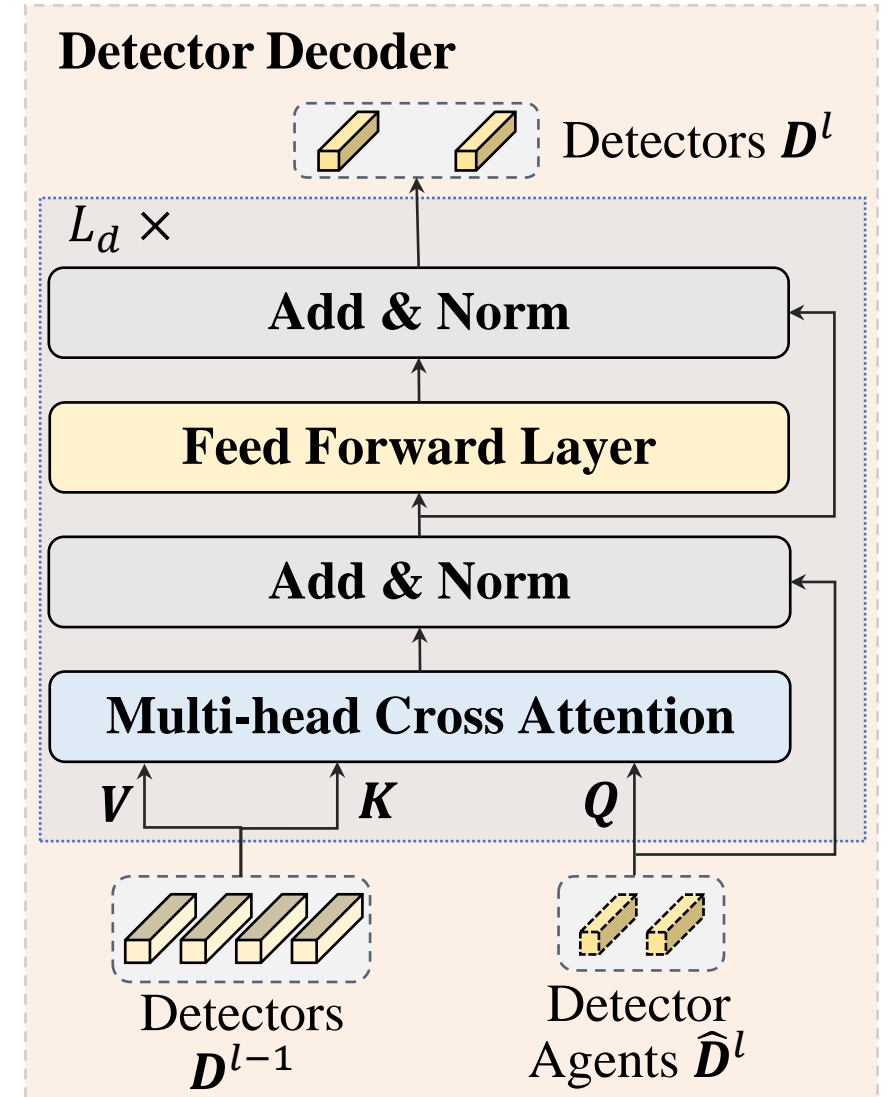 Detector Decoder
Detectors D^l
L_d ×
Add & Norm
Feed Forward Layer
Add & Norm
Multi-head Cross Attention
V K Q
Detectors
D^{l−1}
Detector
Agents D̂^l